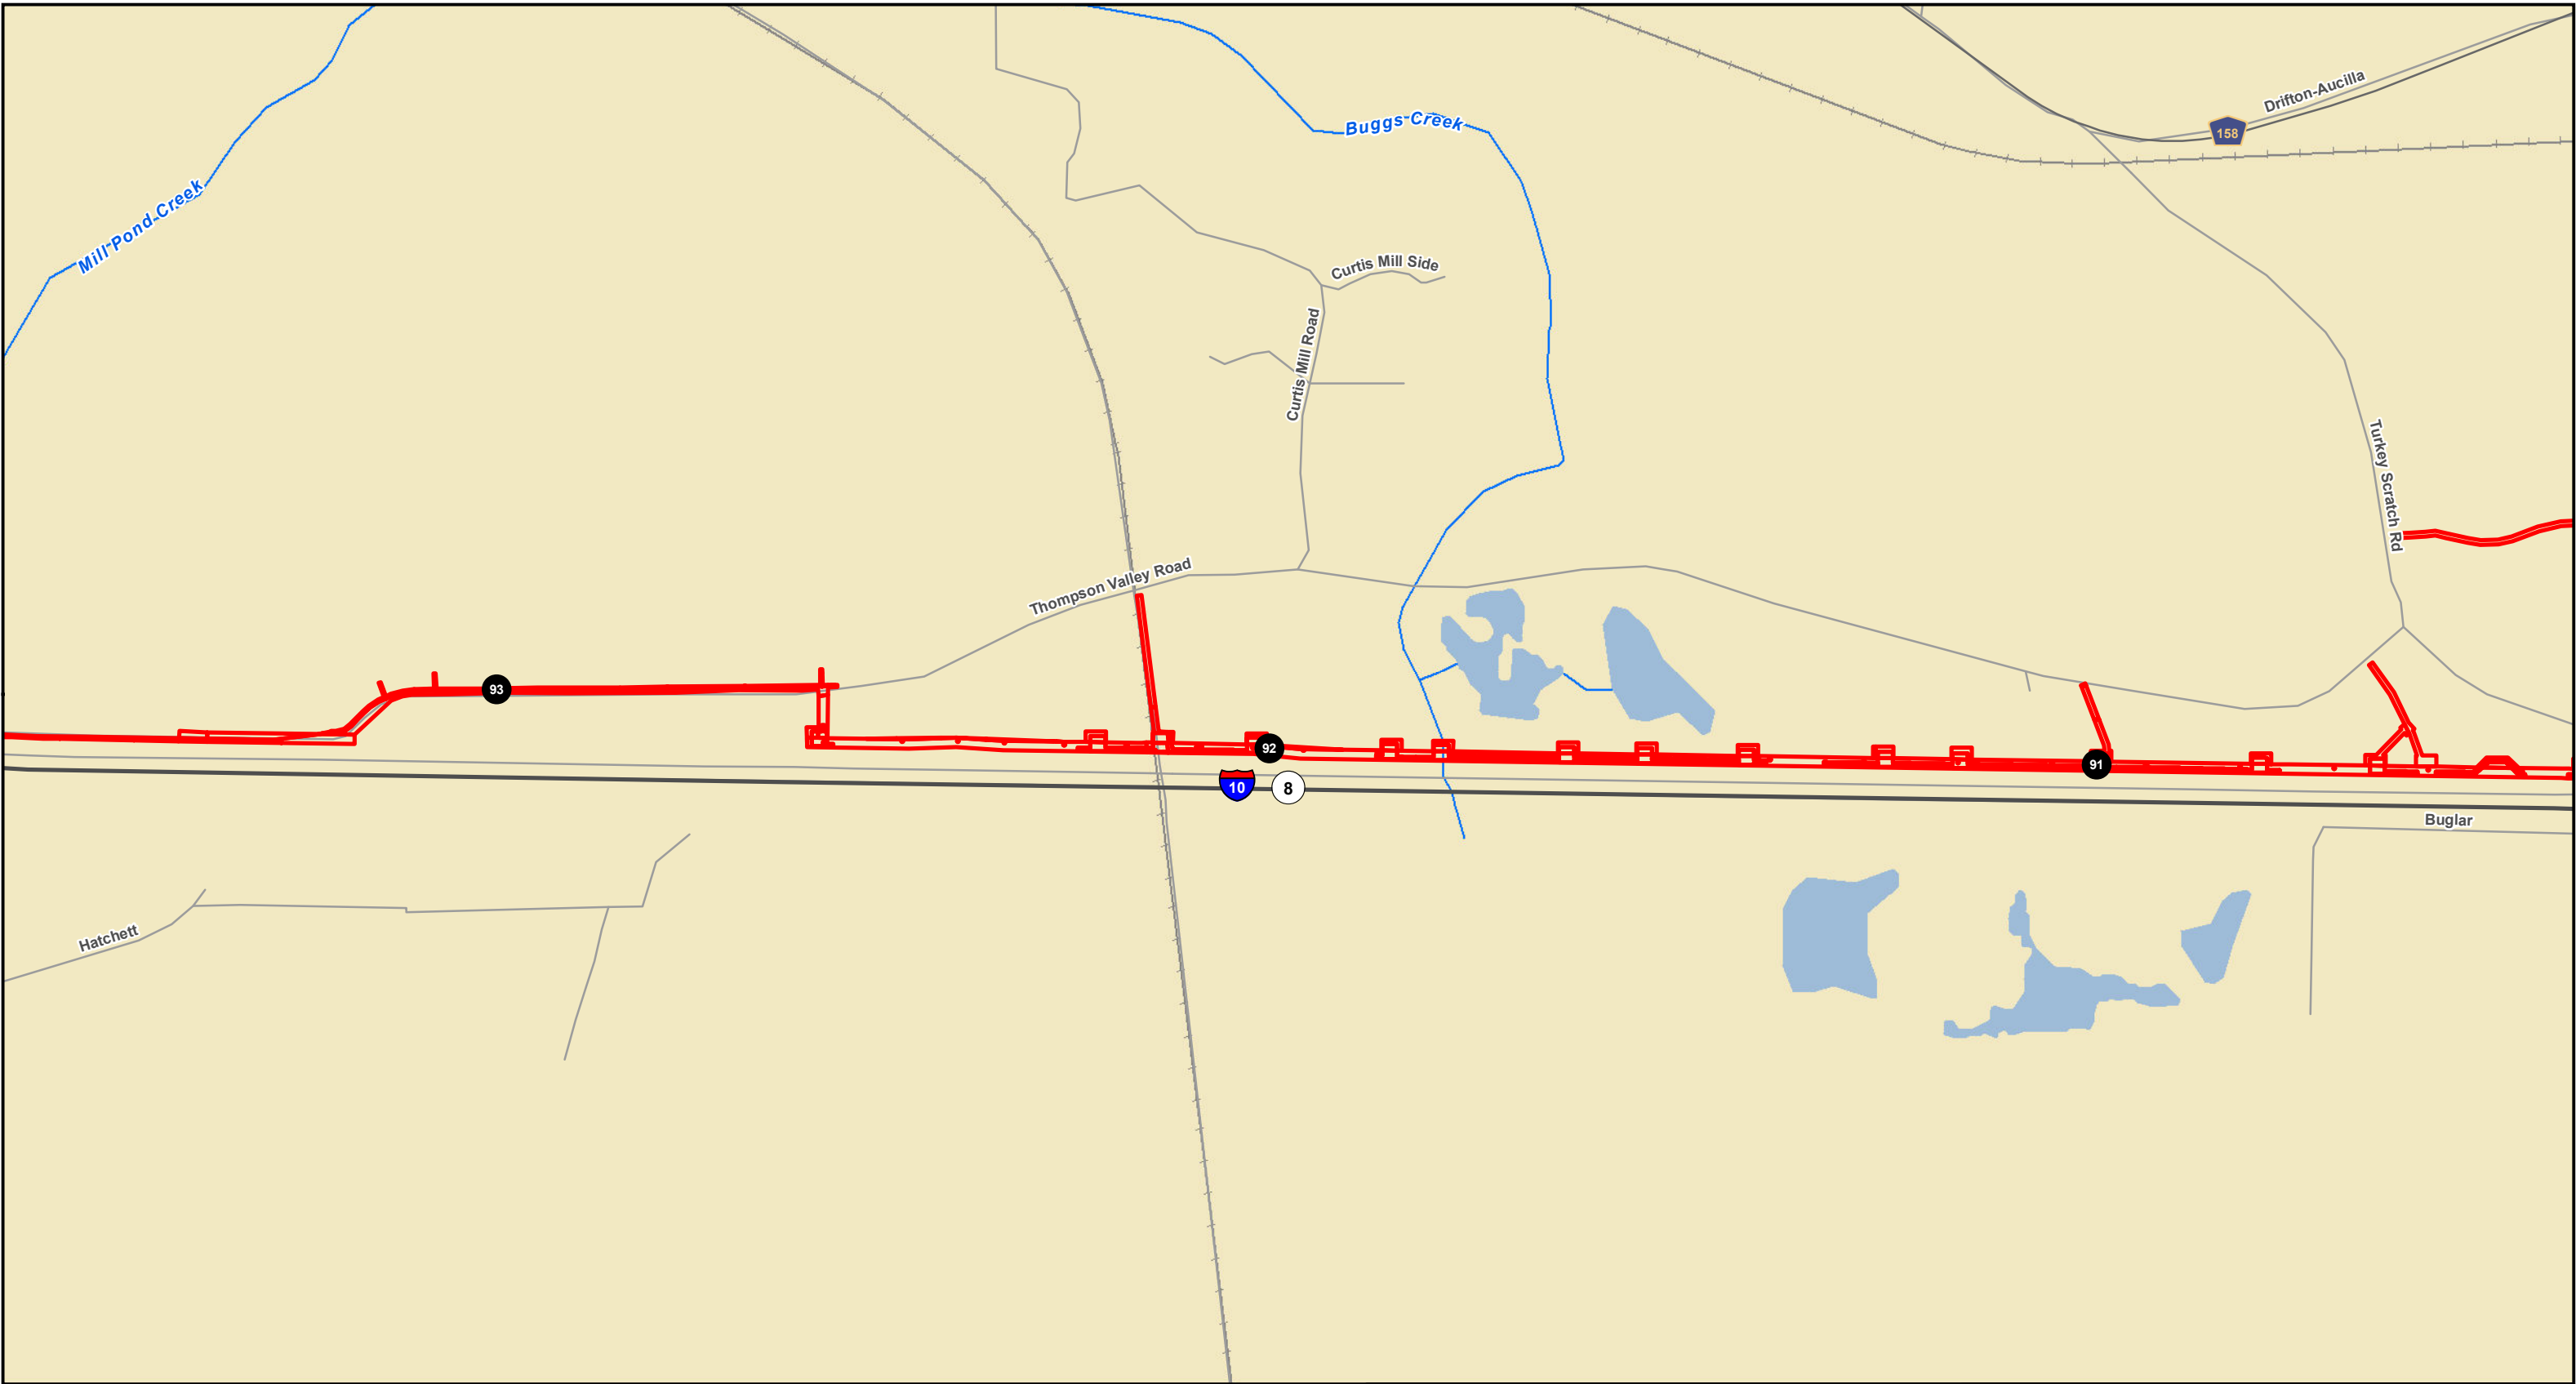 Drifton-Aucilla
158
Buggs Creek
Mill Pond Creek
Curtis Mill Side
Curtis Mill Road
Turkey Scratch Rd
Thompson Valley Road
93
92
91
10
8
Buglar
Hatchett